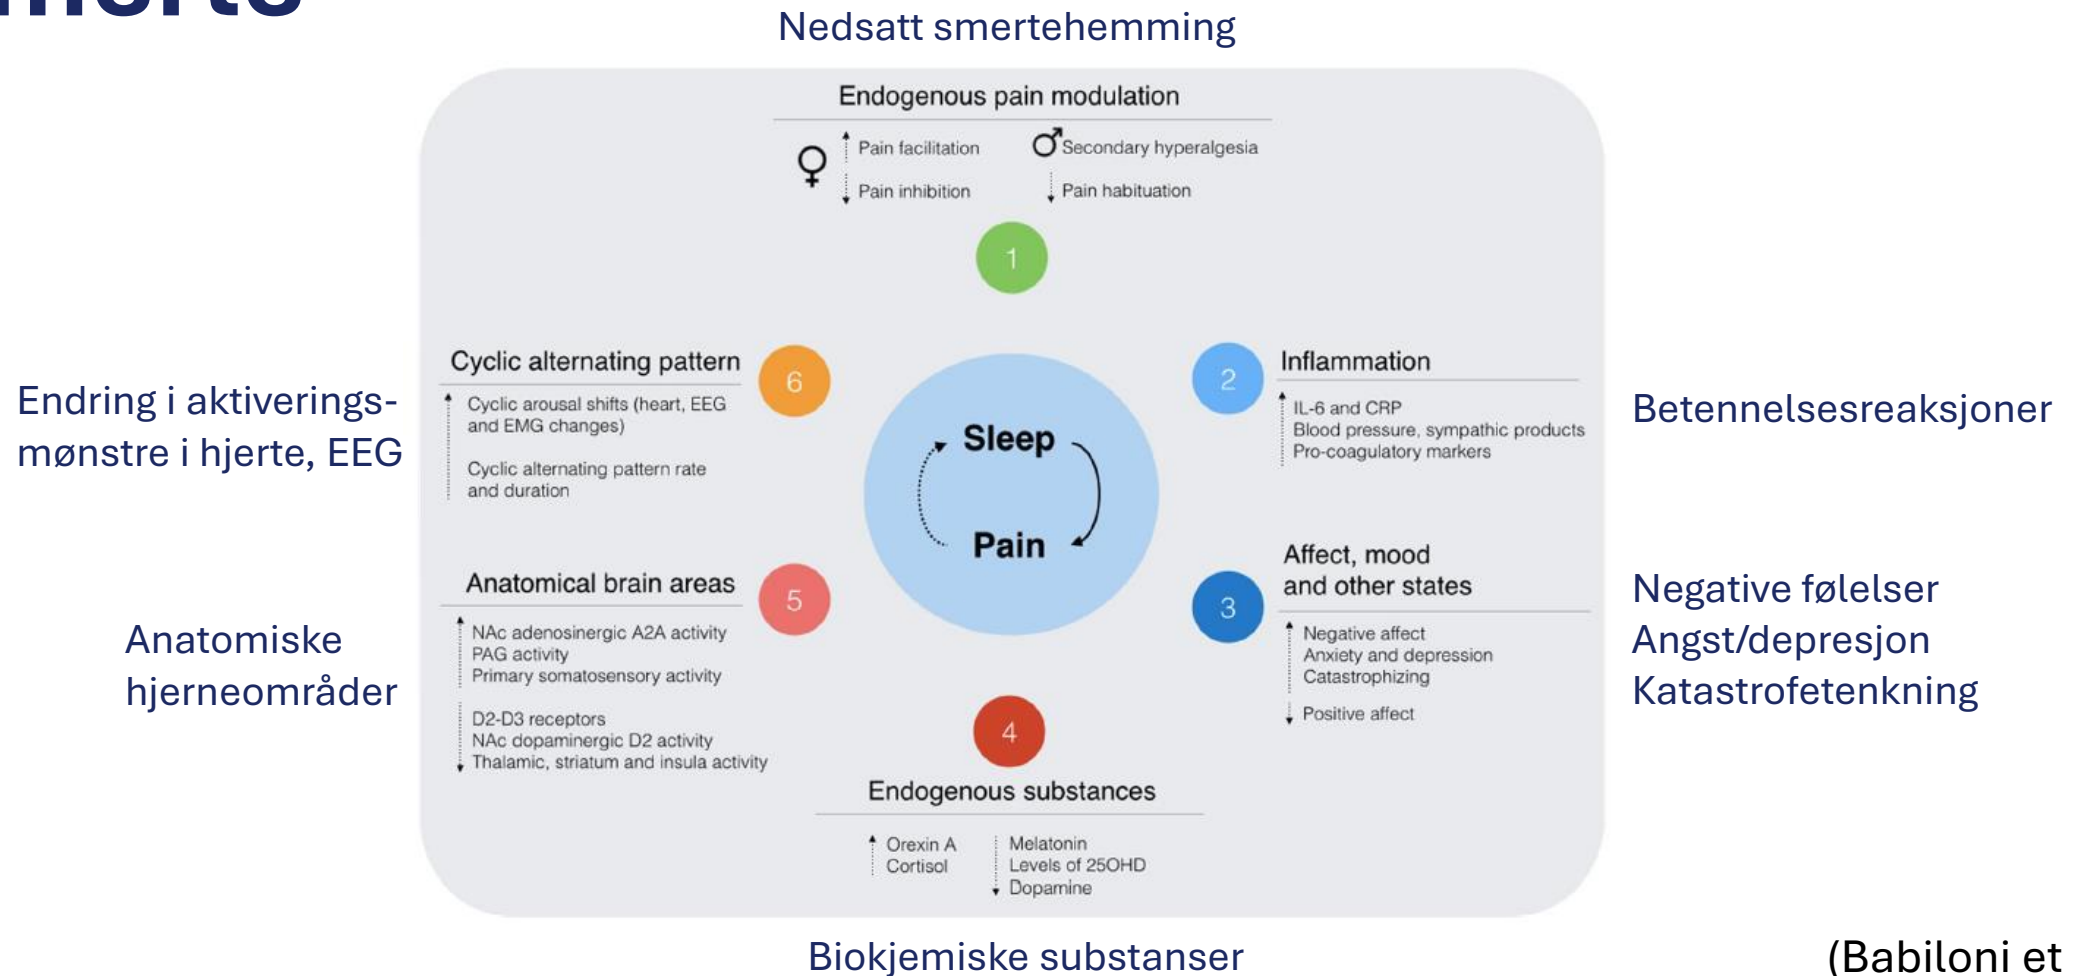 Nedsatt smertehemming
Endogenous pain modulation
♀
Pain facilitation
Pain inhibition
♂
Secondary hyperalgesia
Pain habituation
1
Cyclic alternating pattern
6
Cyclic arousal shifts (heart, EEG
and EMG changes)
Cyclic alternating pattern rate
and duration
Endring i aktiverings-
mønstre i hjerte, EEG
2
Inflammation
IL-6 and CRP
Blood pressure, sympathic products
Pro-coagulatory markers
Betennelsesreaksjoner
Sleep
Pain
Anatomical brain areas
5
NAc adenosinergic A2A activity
PAG activity
Primary somatosensory activity
D2-D3 receptors
NAc dopaminergic D2 activity
Thalamic, striatum and insula activity
Anatomiske
hjerneområder
3
Affect, mood
and other states
Negative affect
Anxiety and depression
Catastrophizing
Positive affect
Negative følelser
Angst/depresjon
Katastrofetenkning
4
Endogenous substances
Orexin A
Cortisol
Melatonin
Levels of 25OHD
Dopamine
Biokjemiske substanser
(Babiloni et